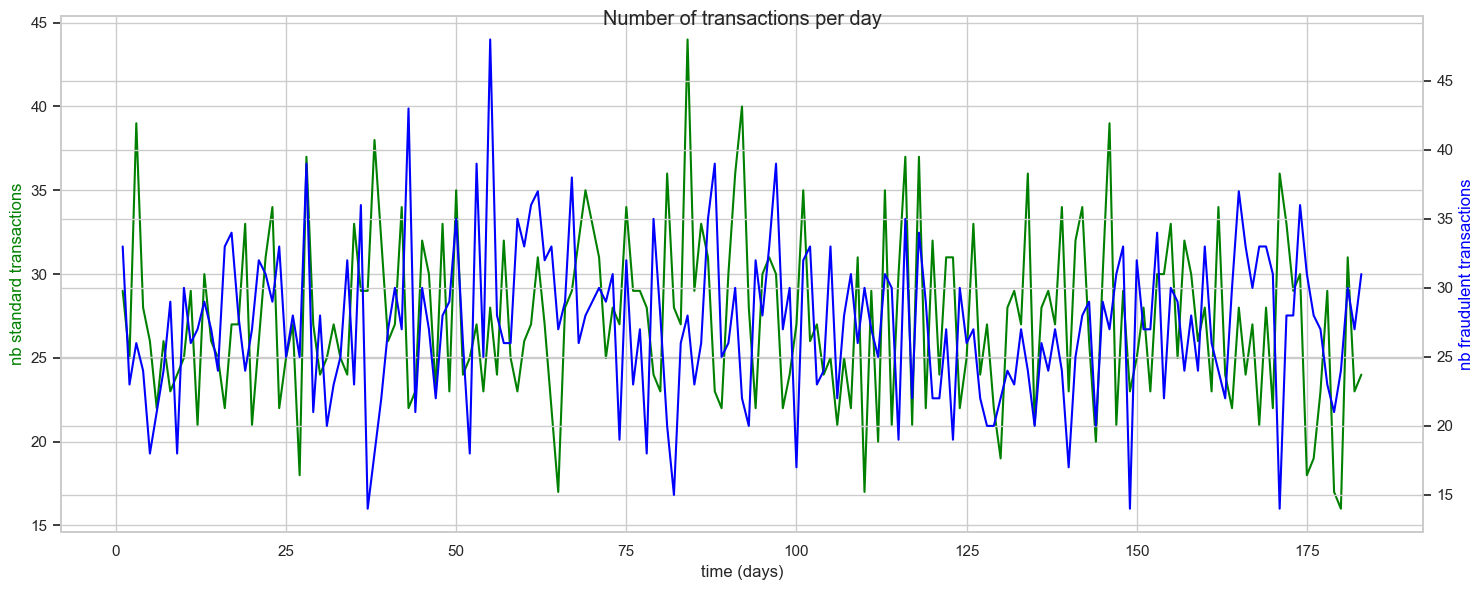 Number of transactions per day
45
40
35
30
25
20
15
nb standard transactions
45
40
35
30
25
20
15
nb fraudulent transactions
0 25 50 75 100 125 150 175
time (days)